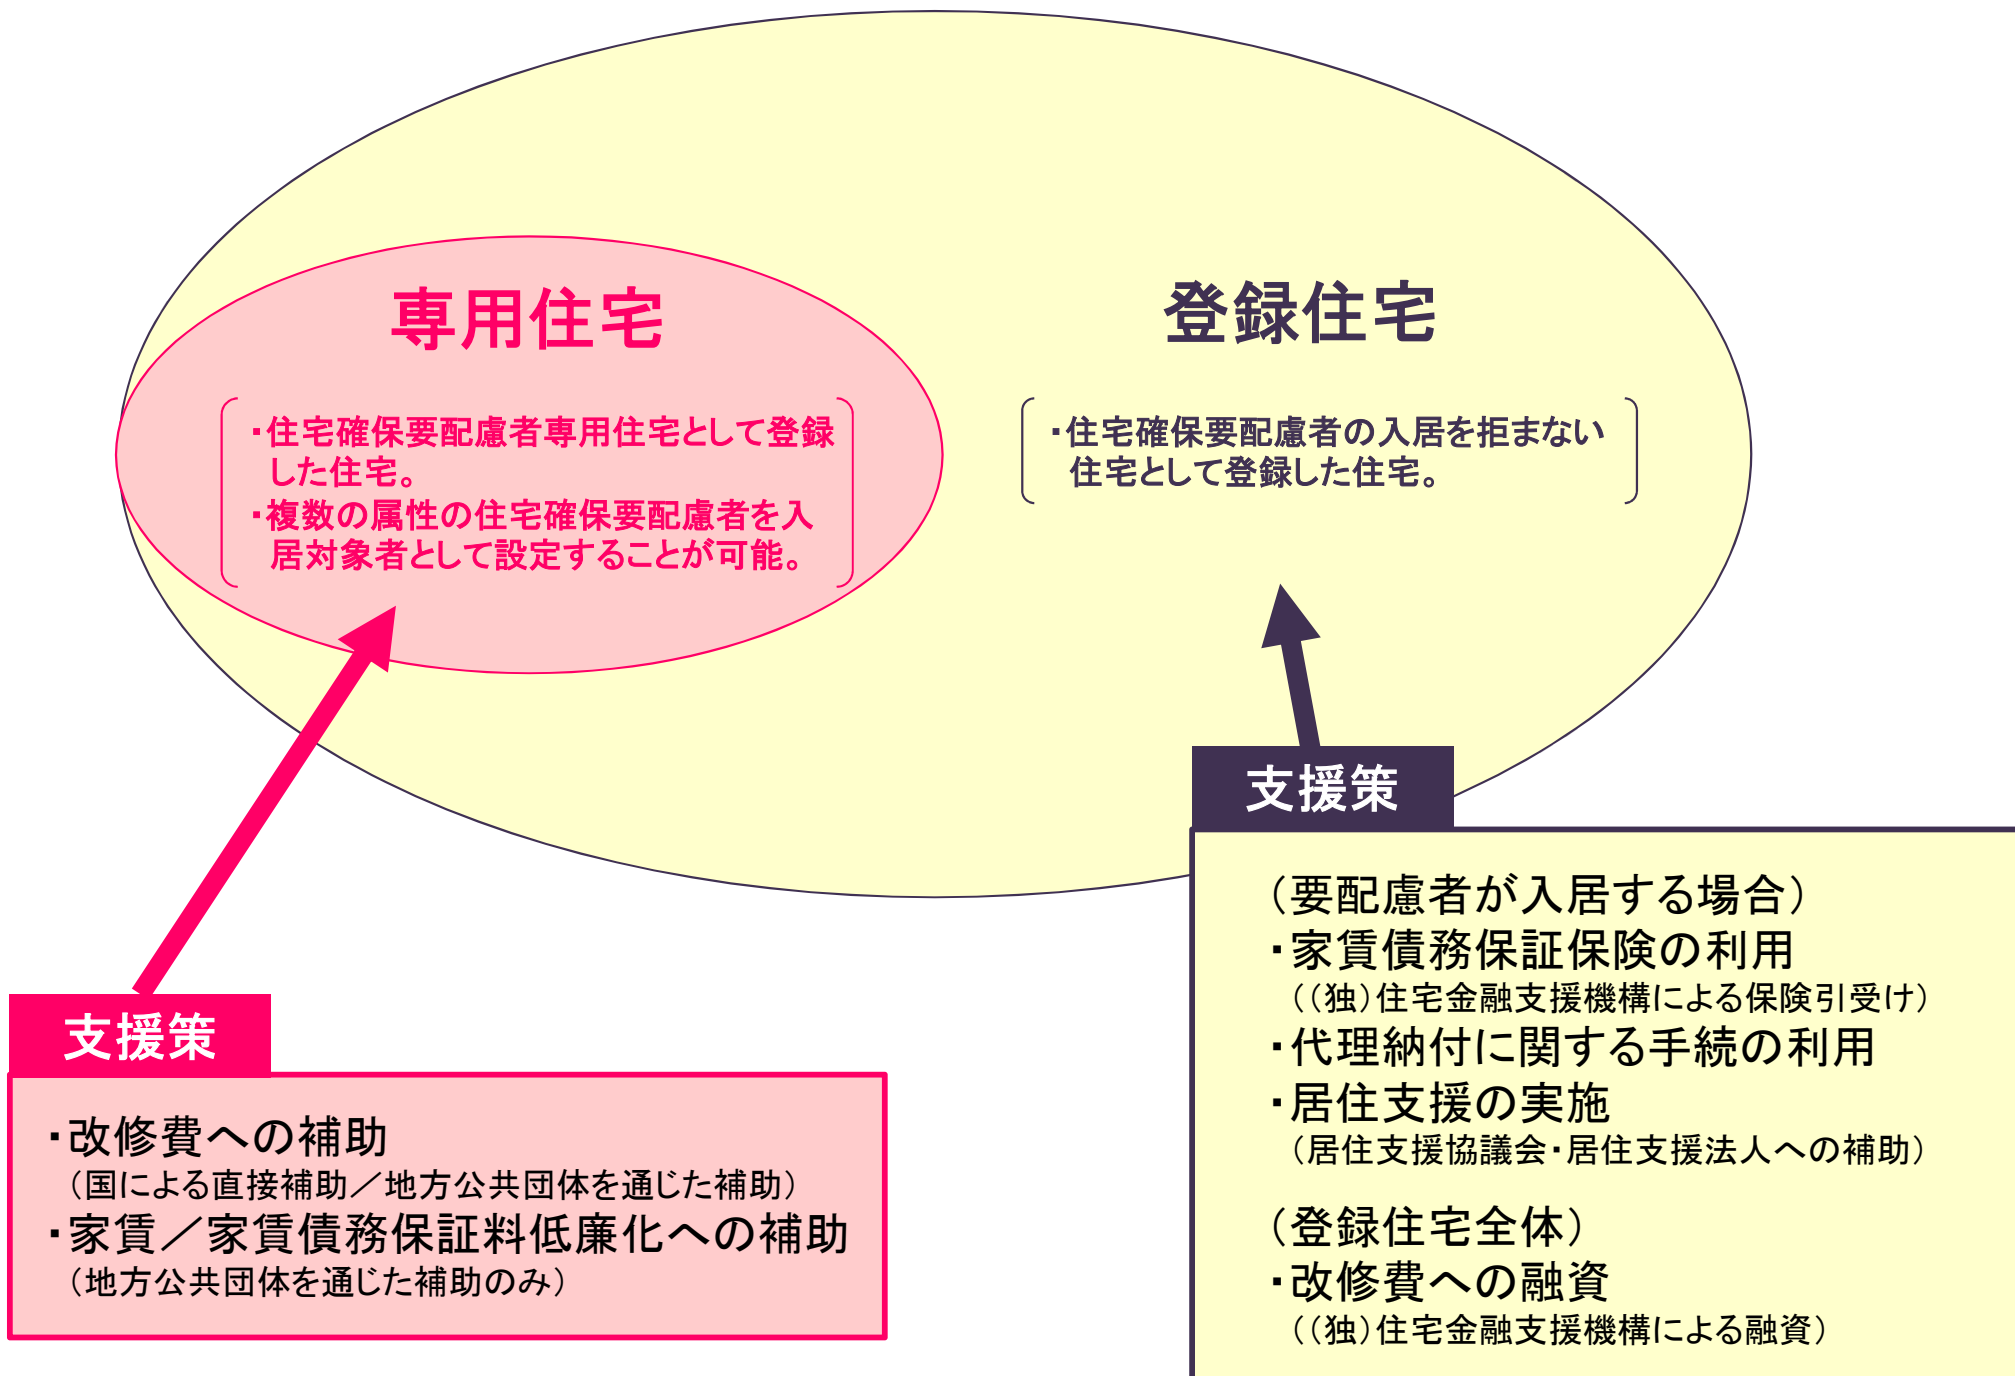 専用住宅
・住宅確保要配慮者専用住宅として登録
した住宅。
・複数の属性の住宅確保要配慮者を入
居対象者として設定することが可能。
登録住宅
・住宅確保要配慮者の入居を拒まない
住宅として登録した住宅。
支援策
・改修費への補助
（国による直接補助／地方公共団体を通じた補助）
・家賃／家賃債務保証料低廉化への補助
（地方公共団体を通じた補助のみ）
支援策
（要配慮者が入居する場合）
・家賃債務保証保険の利用
（（独）住宅金融支援機構による保険引受け）
・代理納付に関する手続の利用
・居住支援の実施
（居住支援協議会・居住支援法人への補助）
（登録住宅全体）
・改修費への融資
（（独）住宅金融支援機構による融資）